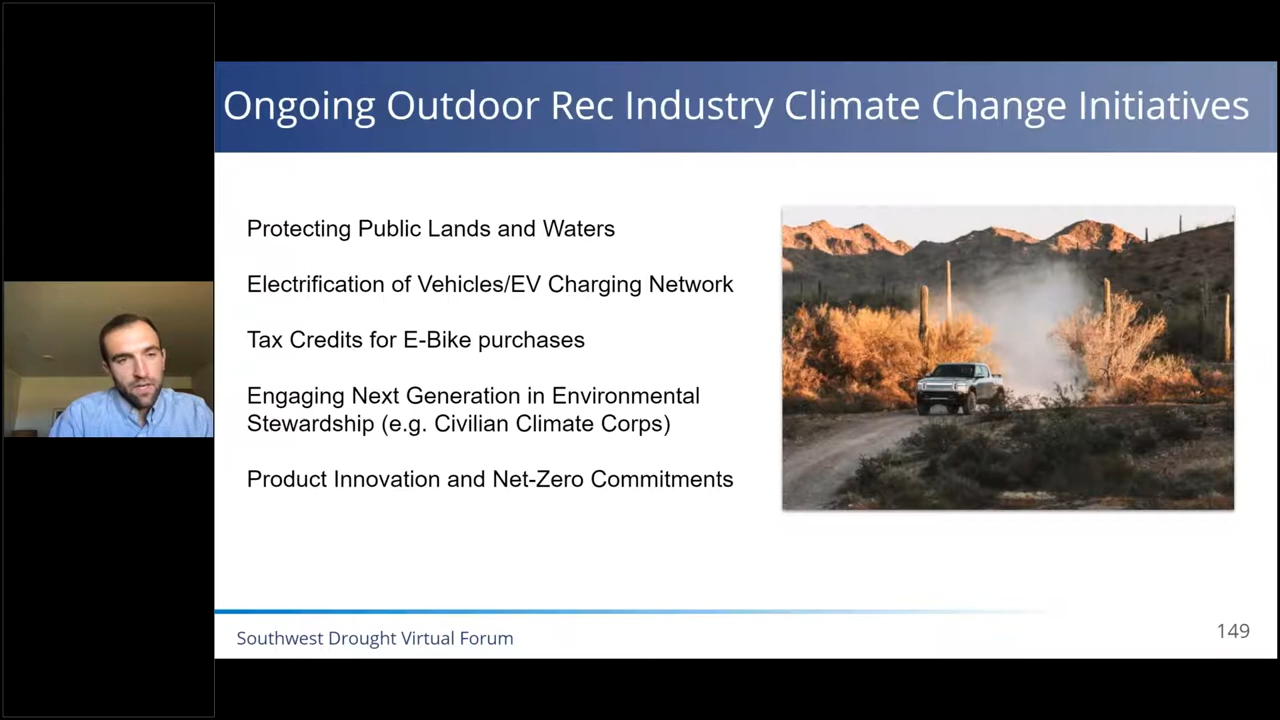 Ongoing Outdoor Rec Industry Climate Change Initiatives
Protecting Public Lands and Waters
Electrification of Vehicles/EV Charging Network
Tax Credits for E-Bike purchases
Engaging Next Generation in Environmental
Stewardship (e.g. Civilian Climate Corps)
Product Innovation and Net-Zero Commitments
Southwest Drought Virtual Forum
149